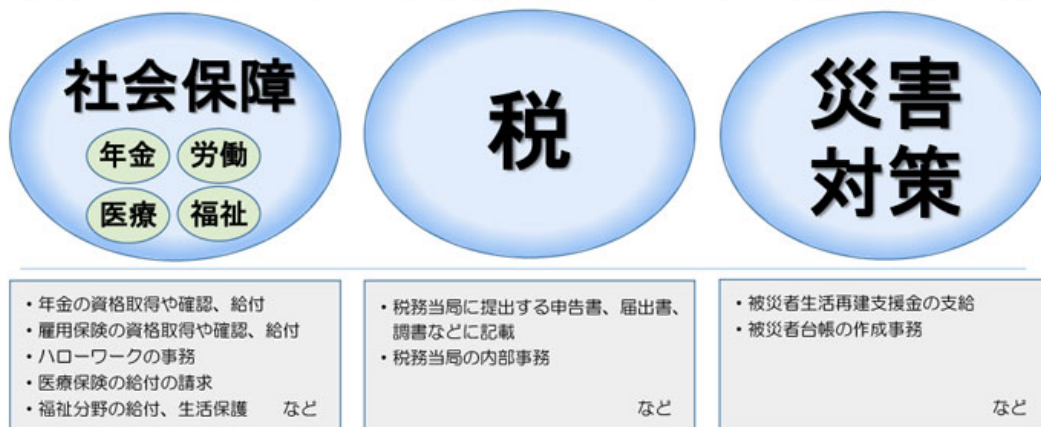 社会保障
年金
労働
医療
福祉
税
災害
対策
・年金の資格取得や確認、給付
・雇用保険の資格取得や確認、給付
・ハローワークの事務
・医療保険の給付の請求
・福祉分野の給付、生活保護 など
・税務当局に提出する申告書、届出書、
調書などに記載
・税務当局の内部事務
など
・被災者生活再建支援金の支給
・被災者台帳の作成事務
など